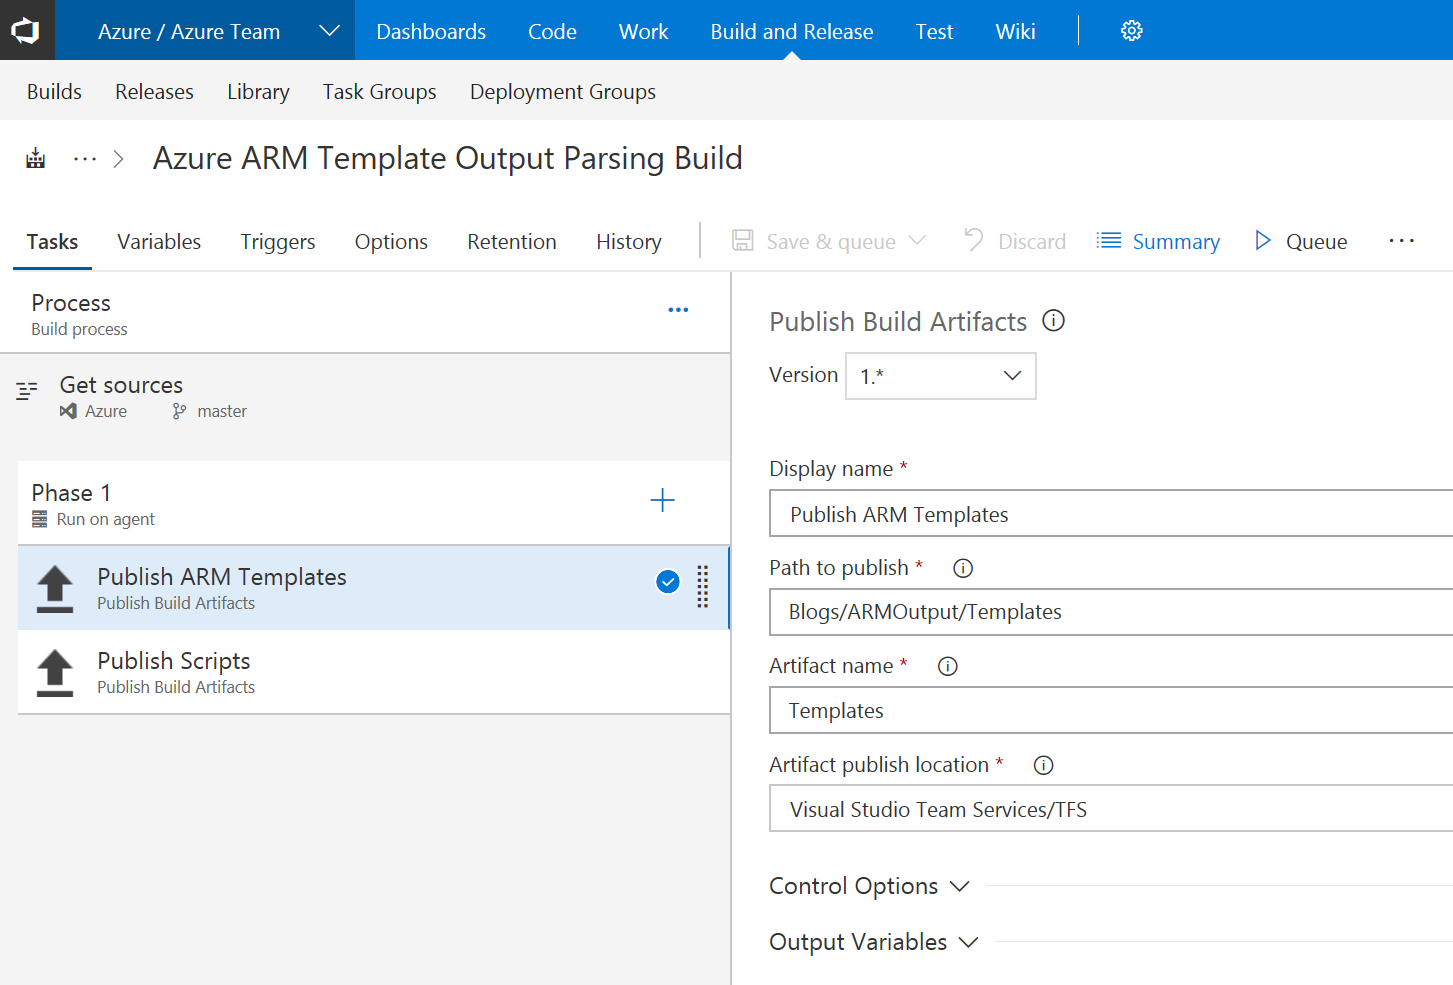 Azure / Azure Team Dashboards Code Work Build and Release Test Wiki
Builds Releases Library Task Groups Deployment Groups
··· Azure ARM Template Output Parsing Build
Tasks Variables Triggers Options Retention History Save & queue Discard Summary Queue ···
Process ···
Build process
Get sources
Azure master
Phase 1
Run on agent
Publish ARM Templates
Publish Build Artifacts
Publish Scripts
Publish Build Artifacts
Publish Build Artifacts
Version 1.*
Display name *
Publish ARM Templates
Path to publish *
Blogs/ARMOutput/Templates
Artifact name *
Templates
Artifact publish location *
Visual Studio Team Services/TFS
Control Options
Output Variables